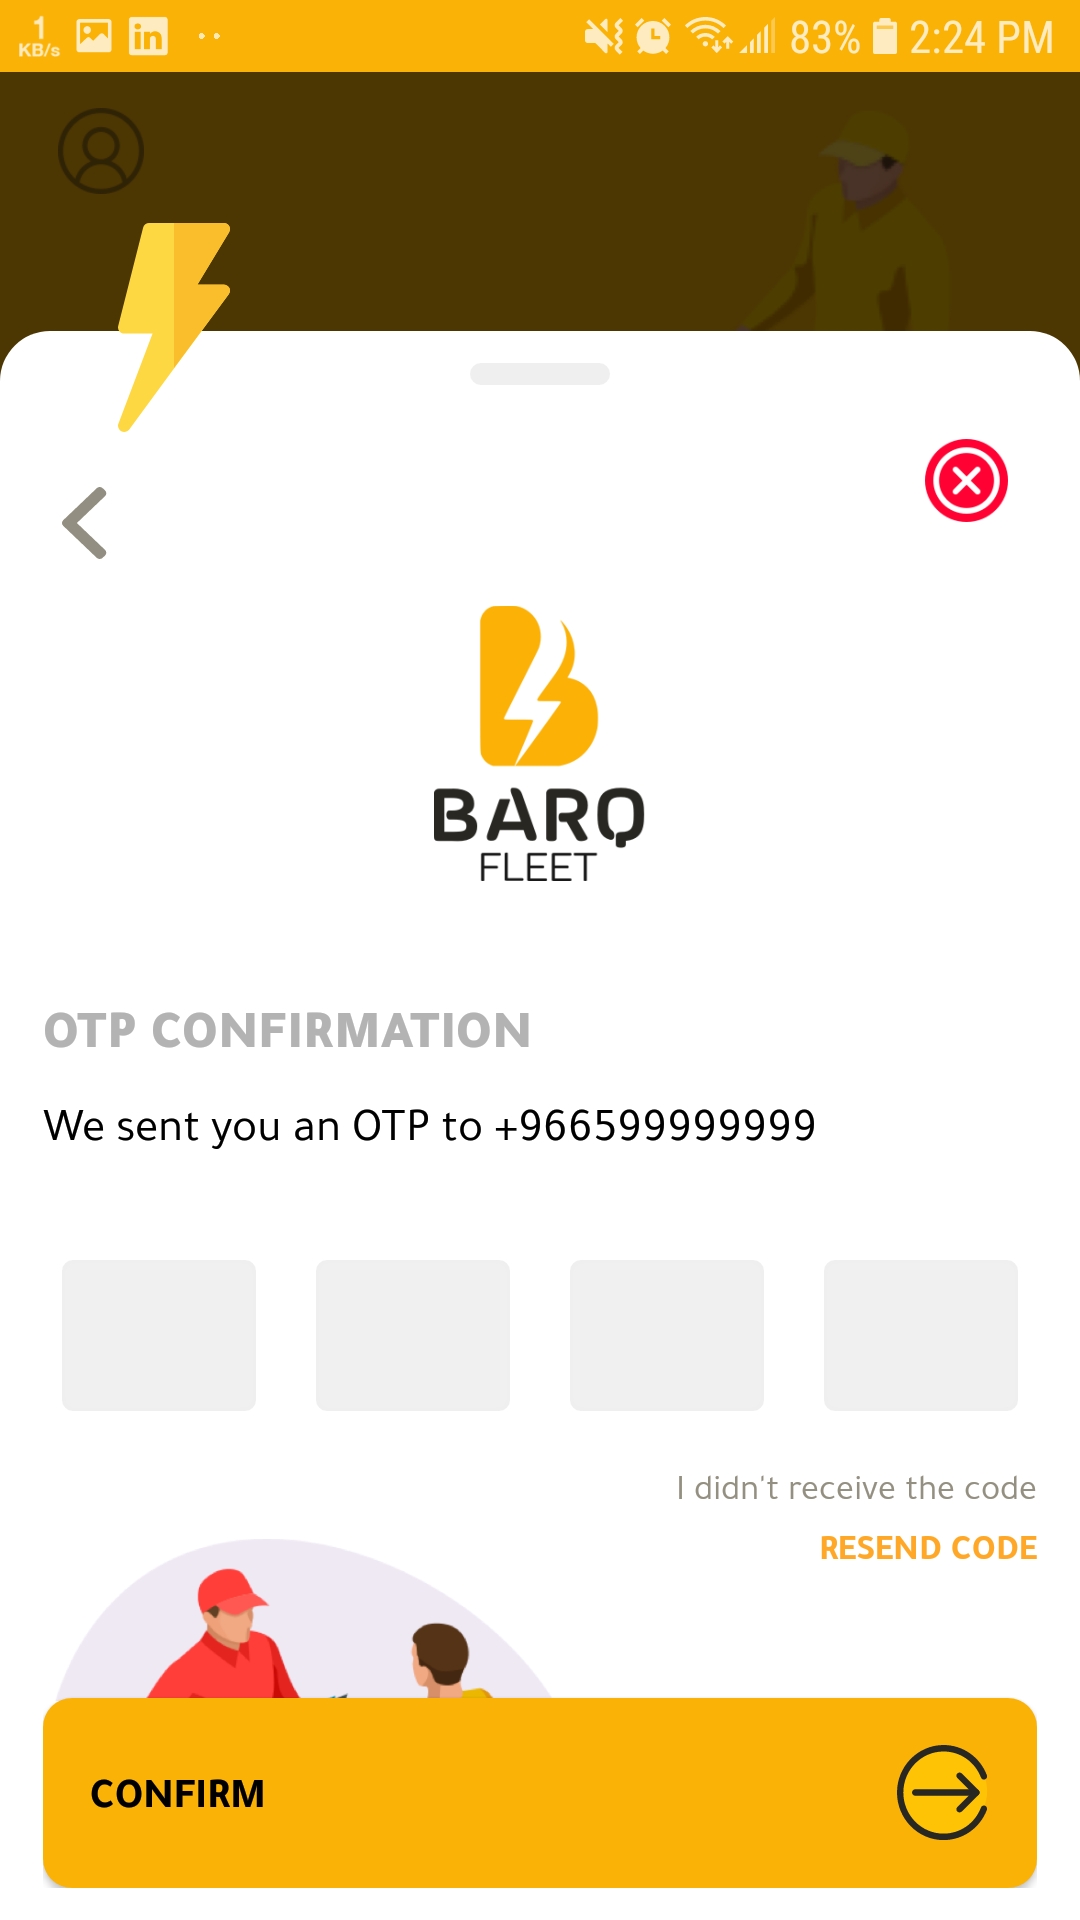 1
KB/s
in
83%
2:24 PM
BARQ
FLEET
OTP CONFIRMATION
We sent you an OTP to +966599999999
I didn't receive the code
RESEND CODE
CONFIRM